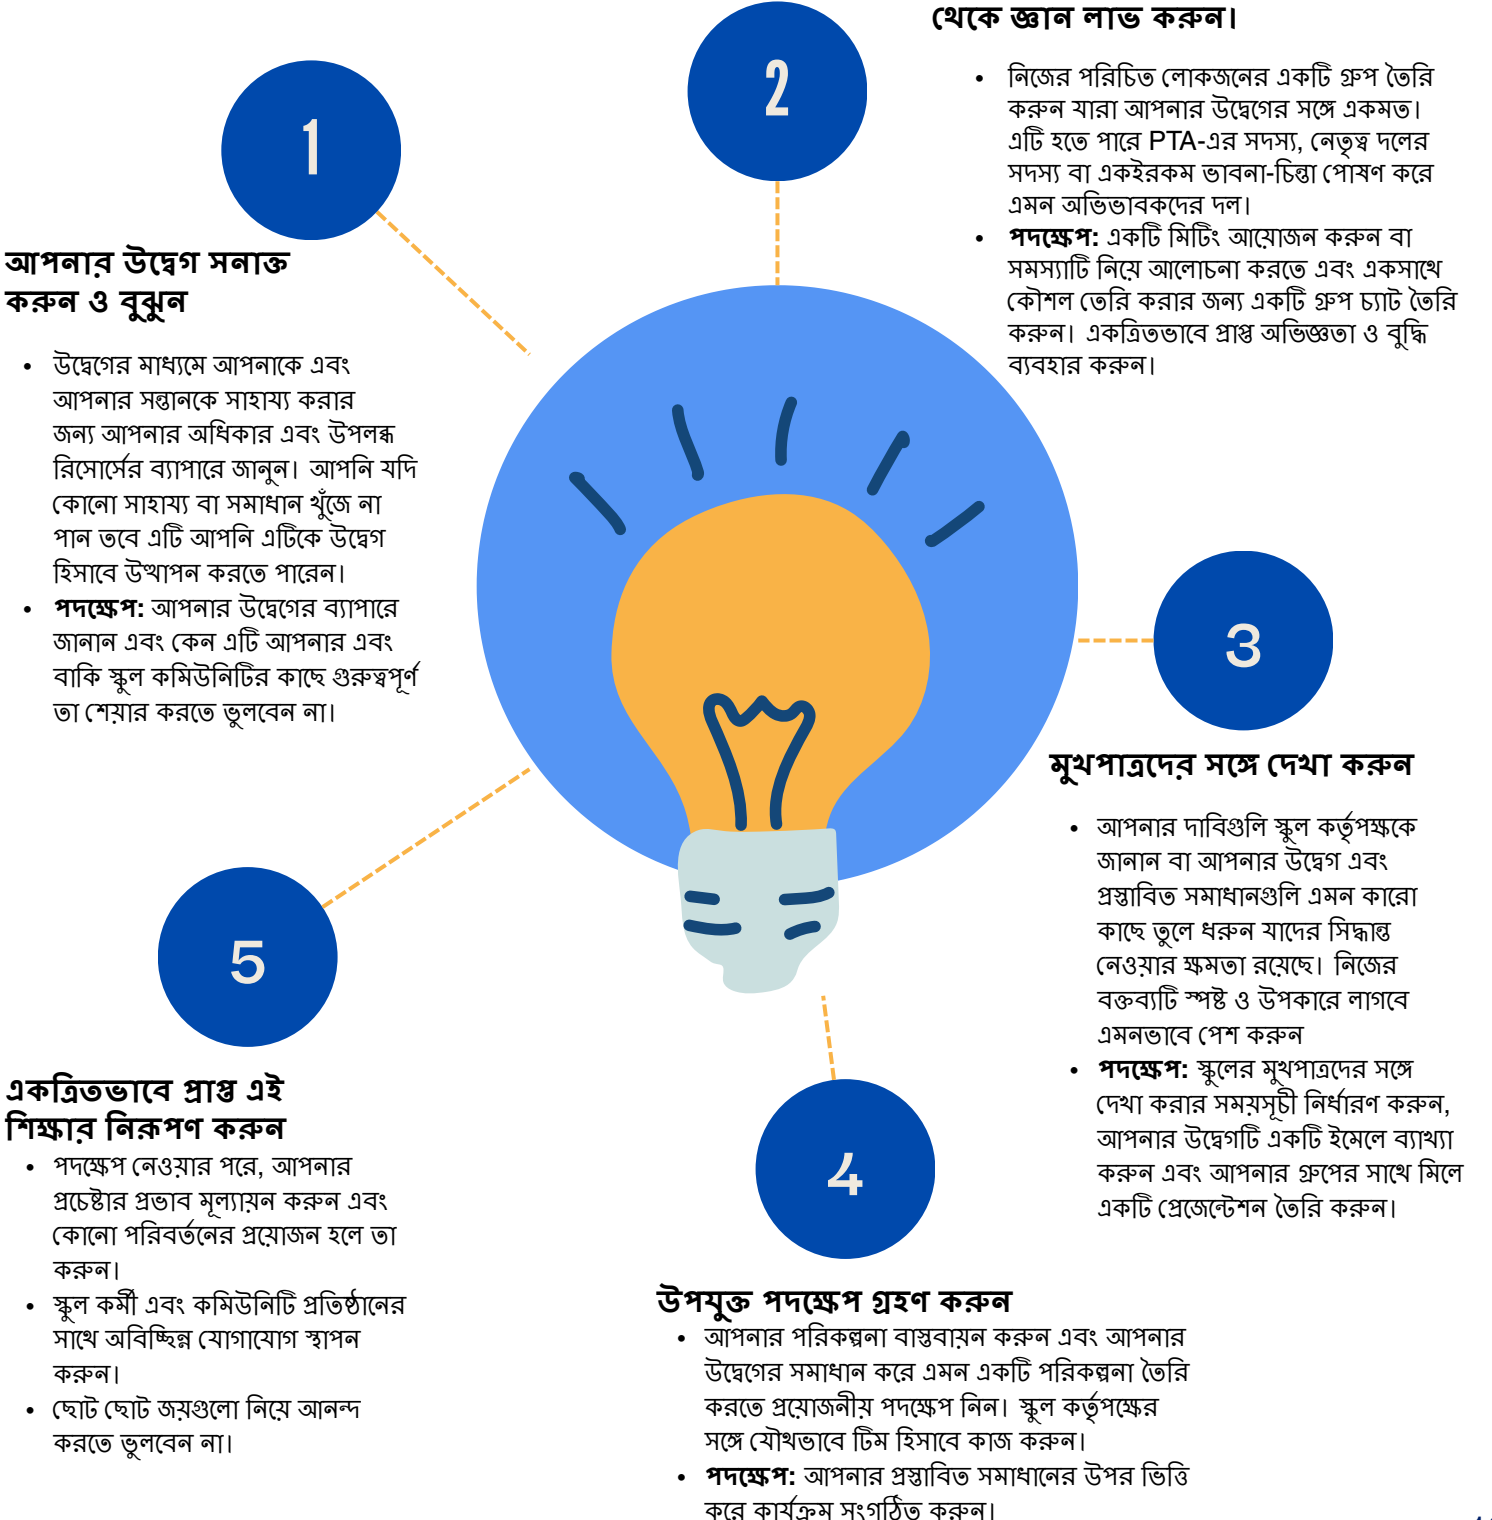 1
আপনার উদ্বেগ সনাক্ত
করুন ও বুঝুন
• উদ্বেগের মাধ্যমে আপনাকে এবং
আপনার সন্তানকে সাহায্য করার
জন্য আপনার অধিকার এবং উপলব্ধ
রিসোর্সের ব্যাপারে জানুন। আপনি যদি
কোনো সাহায্য বা সমাধান খুঁজে না
পান তবে এটি আপনি এটিকে উদ্বেগ
হিসাবে উত্থাপন করতে পারেন।
• পদক্ষেপ: আপনার উদ্বেগের ব্যাপারে
জানান এবং কেন এটি আপনার এবং
বাকি স্কুল কমিউনিটির কাছে গুরুত্বপূর্ণ
তা শেয়ার করতে ভুলবেন না।
2
থেকে জ্ঞান লাভ করুন।
• নিজের পরিচিত লোকজনের একটি গ্রুপ তৈরি
করুন যারা আপনার উদ্বেগের সঙ্গে একমত।
এটি হতে পারে PTA-এর সদস্য, নেতৃত্ব দলের
সদস্য বা একইরকম ভাবনা-চিন্তা পোষণ করে
এমন অভিভাবকদের দল।
• পদক্ষেপ: একটি মিটিং আয়োজন করুন বা
সমস্যাটি নিয়ে আলোচনা করতে এবং একসাথে
কৌশল তেরি করার জন্য একটি গ্রুপ চ্যাট তৈরি
করুন। একত্রিতভাবে প্রাপ্ত অভিজ্ঞতা ও বুদ্ধি
ব্যবহার করুন।
3
মুখপাত্রদের সঙ্গে দেখা করুন
• আপনার দাবিগুলি স্কুল কর্তৃপক্ষকে
জানান বা আপনার উদ্বেগ এবং
প্রস্তাবিত সমাধানগুলি এমন কারো
কাছে তুলে ধরুন যাদের সিদ্ধান্ত
নেওয়ার ক্ষমতা রয়েছে। নিজের
বক্তব্যটি স্পষ্ট ও উপকারে লাগবে
এমনভাবে পেশ করুন
• পদক্ষেপ: স্কুলের মুখপাত্রদের সঙ্গে
দেখা করার সময়সূচী নির্ধারণ করুন,
আপনার উদ্বেগটি একটি ইমেলে ব্যাখ্যা
করুন এবং আপনার গ্রুপের সাথে মিলে
একটি প্রেজেন্টেশন তৈরি করুন।
4
উপযুক্ত পদক্ষেপ গ্রহণ করুন
• আপনার পরিকল্পনা বাস্তবায়ন করুন এবং আপনার
উদ্বেগের সমাধান করে এমন একটি পরিকল্পনা তৈরি
করতে প্রয়োজনীয় পদক্ষেপ নিন। স্কুল কর্তৃপক্ষের
সঙ্গে যৌথভাবে টিম হিসাবে কাজ করুন।
• পদক্ষেপ: আপনার প্রস্তাবিত সমাধানের উপর ভিত্তি
করে কার্যক্রম সংগঠিত করুন।
5
একত্রিতভাবে প্রাপ্ত এই
শিক্ষার নিরূপণ করুন
• পদক্ষেপ নেওয়ার পরে, আপনার
প্রচেষ্টার প্রভাব মূল্যায়ন করুন এবং
কোনো পরিবর্তনের প্রয়োজন হলে তা
করুন।
• স্কুল কর্মী এবং কমিউনিটি প্রতিষ্ঠানের
সাথে অবিচ্ছিন্ন যোগাযোগ স্থাপন
করুন।
• ছোট ছোট জয়গুলো নিয়ে আনন্দ
করতে ভুলবেন না।